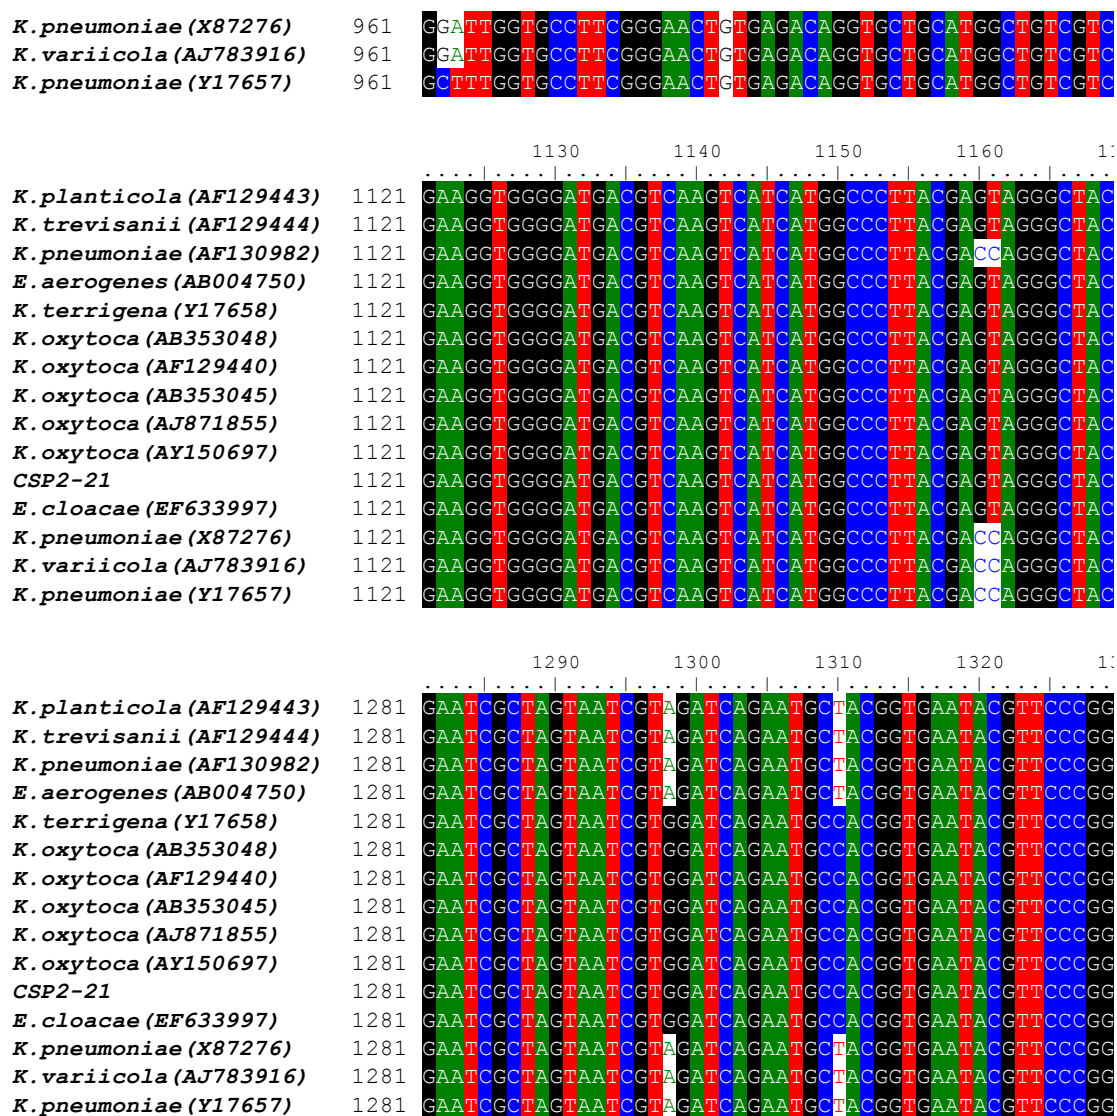 K.pneumoniae(X87276) 961 GGATTGGTGCCTTCGGGAACTGTGAGACAGGTGCTGCATGGCTGTCGTC
K.variicola(AJ783916) 961 GGATTGGTGCCTTCGGGAACTGTGAGACAGGTGCTGCATGGCTGTCGTC
K.pneumoniae(Y17657) 961 GCTTTGGTGCCTTCGGGAACTGTGAGACAGGTGCTGCATGGCTGTCGTC
1130 1140 1150 1160
K.planticola(AF129443) 1121 GAAGGTGGGGATGACGTCAAGTCATCATGGCCCTTACGAGTAGGGCTAC
K.trevisanii(AF129444) 1121 GAAGGTGGGGATGACGTCAAGTCATCATGGCCCTTACGAGTAGGGCTAC
K.pneumoniae(AF130982) 1121 GAAGGTGGGGATGACGTCAAGTCATCATGGCCCTTACGACCAGGGCTAC
E.aerogenes(AB004750) 1121 GAAGGTGGGGATGACGTCAAGTCATCATGGCCCTTACGAGTAGGGCTAC
K.terrigena(Y17658) 1121 GAAGGTGGGGATGACGTCAAGTCATCATGGCCCTTACGAGTAGGGCTAC
K.oxytoca(AB353048) 1121 GAAGGTGGGGATGACGTCAAGTCATCATGGCCCTTACGAGTAGGGCTAC
K.oxytoca(AF129440) 1121 GAAGGTGGGGATGACGTCAAGTCATCATGGCCCTTACGAGTAGGGCTAC
K.oxytoca(AB353045) 1121 GAAGGTGGGGATGACGTCAAGTCATCATGGCCCTTACGAGTAGGGCTAC
K.oxytoca(AJ871855) 1121 GAAGGTGGGGATGACGTCAAGTCATCATGGCCCTTACGAGTAGGGCTAC
K.oxytoca(AY150697) 1121 GAAGGTGGGGATGACGTCAAGTCATCATGGCCCTTACGAGTAGGGCTAC
CSP2-21 1121 GAAGGTGGGGATGACGTCAAGTCATCATGGCCCTTACGAGTAGGGCTAC
E.cloacae(EF633997) 1121 GAAGGTGGGGATGACGTCAAGTCATCATGGCCCTTACGAGTAGGGCTAC
K.pneumoniae(X87276) 1121 GAAGGTGGGGATGACGTCAAGTCATCATGGCCCTTACGACCAGGGCTAC
K.variicola(AJ783916) 1121 GAAGGTGGGGATGACGTCAAGTCATCATGGCCCTTACGACCAGGGCTAC
K.pneumoniae(Y17657) 1121 GAAGGTGGGGATGACGTCAAGTCATCATGGCCCTTACGACCAGGGCTAC
1290 1300 1310 1320
K.planticola(AF129443) 1281 GAATCGCTAGTAATCGTAGATCAGAATGCTACGGTGAATACGTTCCCGG
K.trevisanii(AF129444) 1281 GAATCGCTAGTAATCGTAGATCAGAATGCTACGGTGAATACGTTCCCGG
K.pneumoniae(AF130982) 1281 GAATCGCTAGTAATCGTAGATCAGAATGCTACGGTGAATACGTTCCCGG
E.aerogenes(AB004750) 1281 GAATCGCTAGTAATCGTAGATCAGAATGCTACGGTGAATACGTTCCCGG
K.terrigena(Y17658) 1281 GAATCGCTAGTAATCGTGGATCAGAATGCCACGGTGAATACGTTCCCGG
K.oxytoca(AB353048) 1281 GAATCGCTAGTAATCGTGGATCAGAATGCCACGGTGAATACGTTCCCGG
K.oxytoca(AF129440) 1281 GAATCGCTAGTAATCGTGGATCAGAATGCCACGGTGAATACGTTCCCGG
K.oxytoca(AB353045) 1281 GAATCGCTAGTAATCGTGGATCAGAATGCCACGGTGAATACGTTCCCGG
K.oxytoca(AJ871855) 1281 GAATCGCTAGTAATCGTGGATCAGAATGCCACGGTGAATACGTTCCCGG
K.oxytoca(AY150697) 1281 GAATCGCTAGTAATCGTGGATCAGAATGCCACGGTGAATACGTTCCCGG
CSP2-21 1281 GAATCGCTAGTAATCGTGGATCAGAATGCCACGGTGAATACGTTCCCGG
E.cloacae(EF633997) 1281 GAATCGCTAGTAATCGTGGATCAGAATGCCACGGTGAATACGTTCCCGG
K.pneumoniae(X87276) 1281 GAATCGCTAGTAATCGTAGATCAGAATGCTACGGTGAATACGTTCCCGG
K.variicola(AJ783916) 1281 GAATCGCTAGTAATCGTAGATCAGAATGCTACGGTGAATACGTTCCCGG
K.pneumoniae(Y17657) 1281 GAATCGCTAGTAATCGTAGATCAGAATGCTACGGTGAATACGTTCCCGG